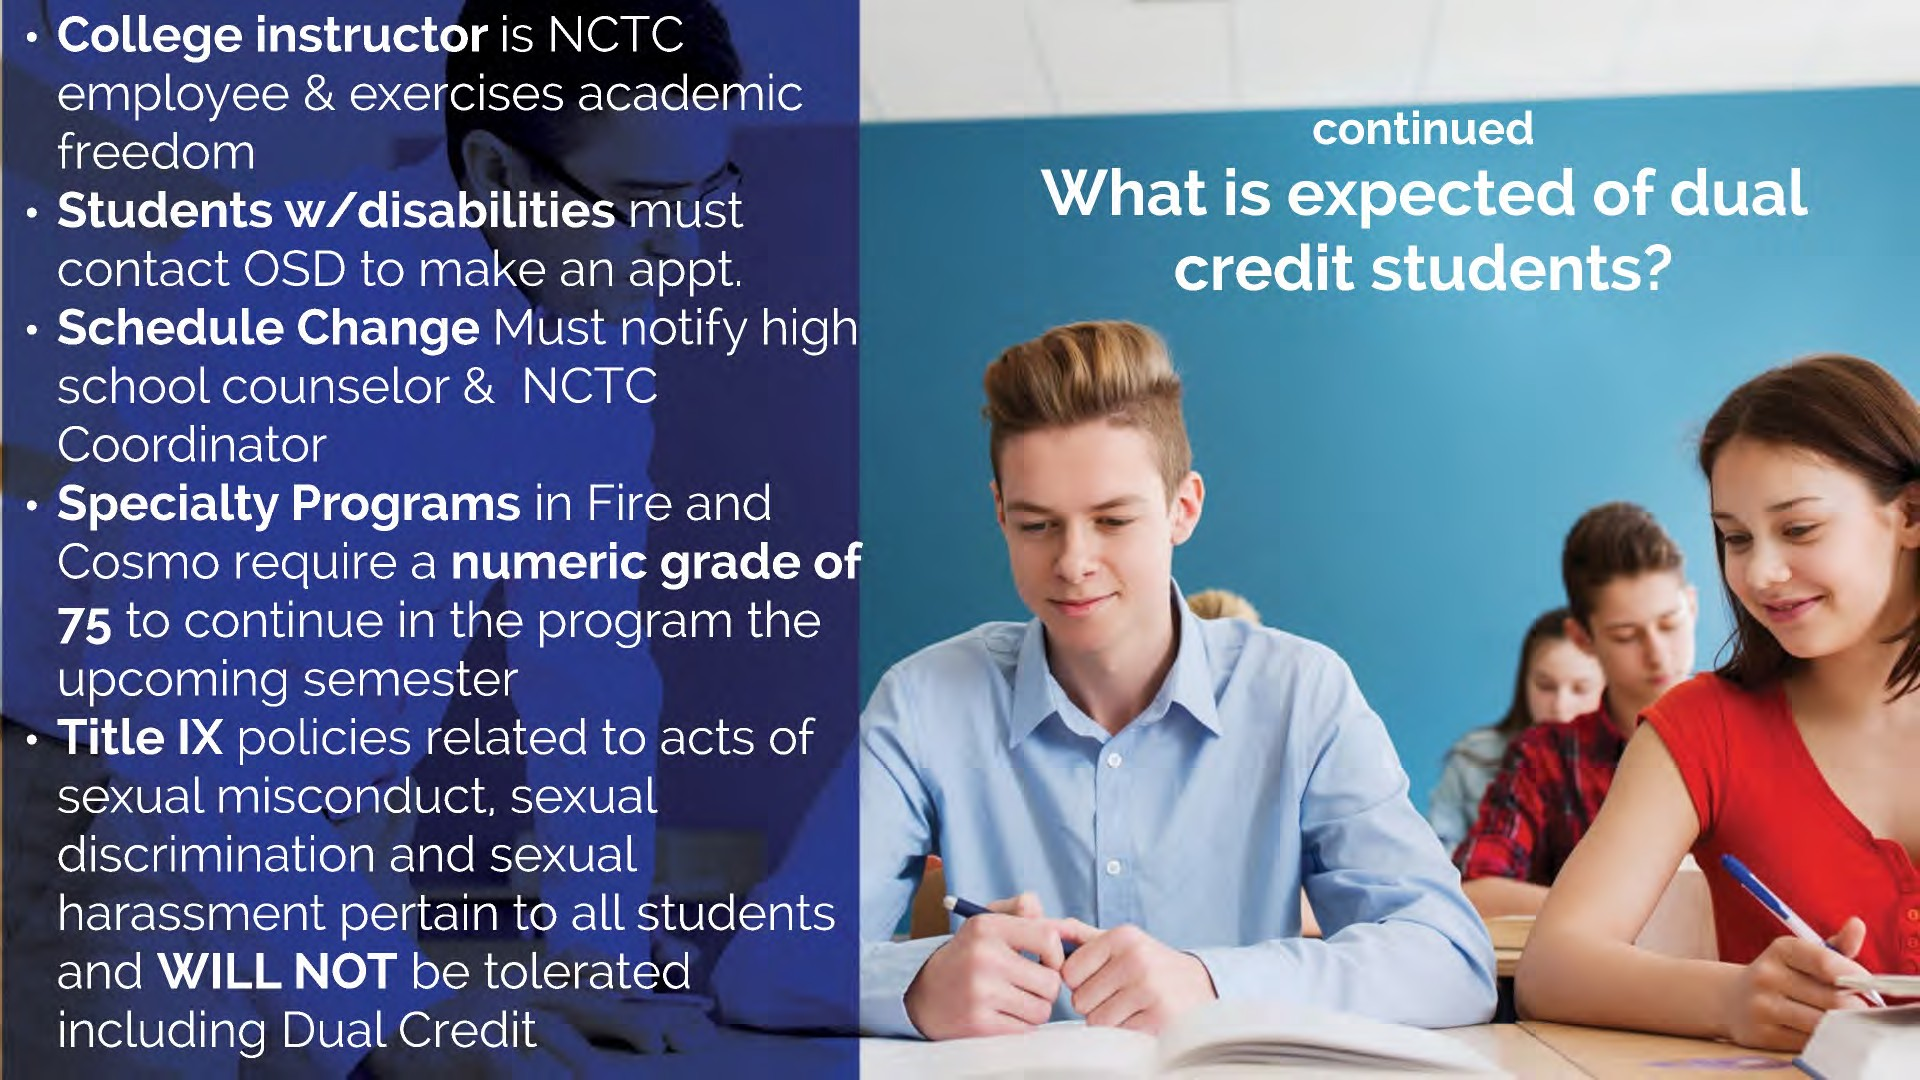 • College instructor is NCTC
employee & exercises academic
freedom
• Students w/disabilities must
contact OSD to make an appt.
• Schedule Change Must notify high
school counselor &  NCTC
Coordinator
• Specialty Programs in Fire and
Cosmo require a numeric grade of
75 to continue in the program the
upcoming semester
• Title IX policies related to acts of
sexual misconduct, sexual
discrimination and sexual
harassment pertain to all students
and WILL NOT be tolerated
including Dual Credit
continued
What is expected of dual
credit students?